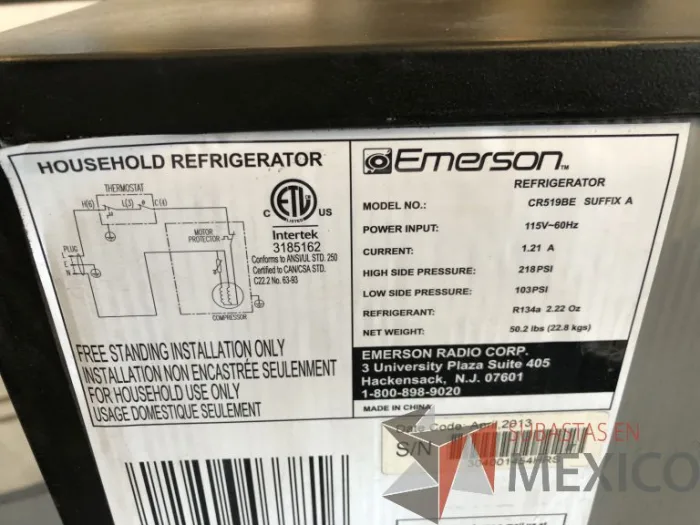 HOUSEHOLD REFRIGERATOR
THERMOSTAT
H(6) L(3) C(4)
MOTOR
PROTECTOR
PLUG
L
E
N
COMPRESSOR
C ETL US
Intertek
3185162
Conforms to ANSI/UL STD. 250
Certified to CAN/CSA STD.
C22.2 No. 63-93
FREE STANDING INSTALLATION ONLY
INSTALLATION NON ENCASTRÉE SEULENMENT
FOR HOUSEHOLD USE ONLY
USAGE DOMESTIQUE SEULEMENT
Emerson™
REFRIGERATOR
MODEL NO.: CR519BE SUFFIX A
POWER INPUT: 115V~60Hz
CURRENT: 1.21 A
HIGH SIDE PRESSURE: 218PSI
LOW SIDE PRESSURE: 103PSI
REFRIGERANT: R134a 2.22 Oz
NET WEIGHT: 50.2 lbs (22.8 kgs)
EMERSON RADIO CORP.
3 University Plaza Suite 405
Hackensack, N.J. 07601
1-800-898-9020
MADE IN CHINA
Date Code: April.2013
S/N
SUBASTAS EN
MEXICO